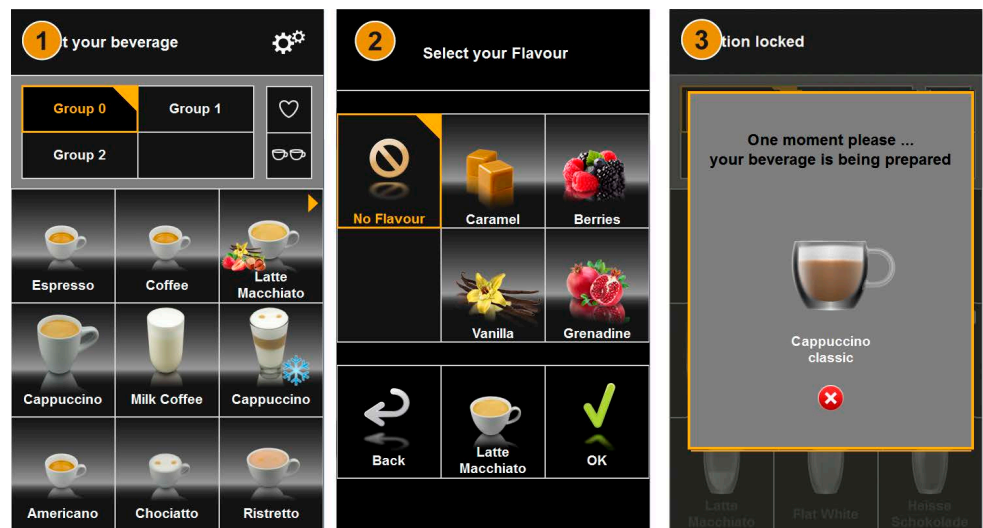 1
t your beverage
Group 0
Group 1
Group 2
Espresso
Coffee
Latte
Macchiato
Cappuccino
Milk Coffee
Cappuccino
Americano
Chociatto
Ristretto
2
Select your Flavour
No Flavour
Caramel
Berries
Vanilla
Grenadine
Back
Latte
Macchiato
OK
3
tion locked
One moment please ...
your beverage is being prepared
Cappuccino
classic
Latte
Macchiato
Flat White
Heisse
Schokolade